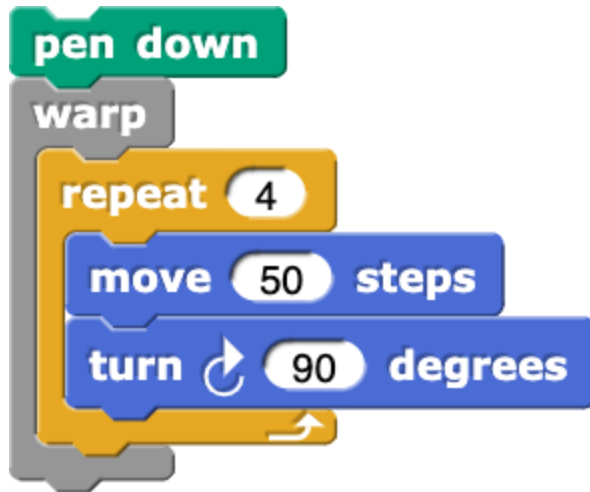 pen down
warp
repeat 4
move 50 steps
turn 90 degrees